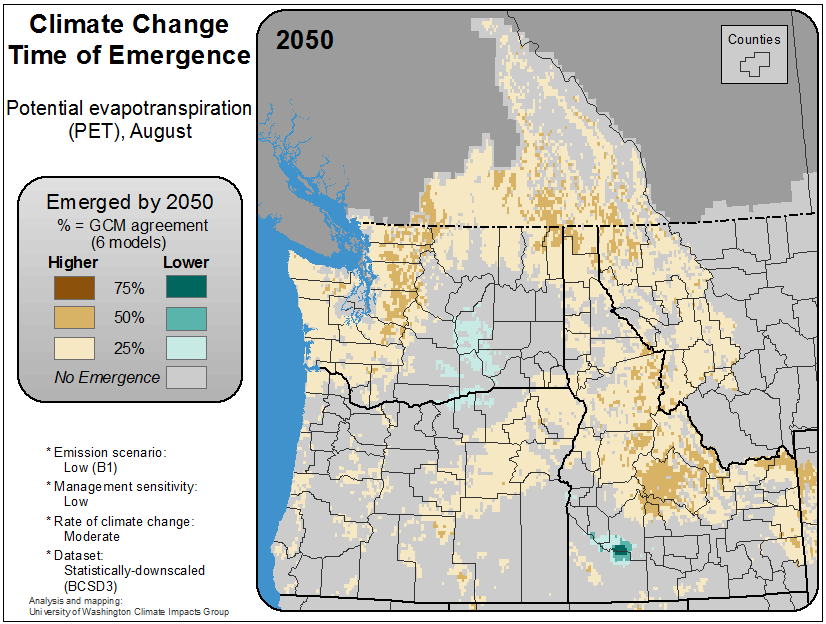 Climate Change
Time of Emergence
Potential evapotranspiration
(PET), August
Emerged by 2050
% = GCM agreement
(6 models)
Higher Lower
75%
50%
25%
No Emergence
* Emission scenario:
Low (B1)
* Management sensitivity:
Low
* Rate of climate change:
Moderate
* Dataset:
Statistically-downscaled
(BCSD3)
Analysis and mapping:
University of Washington Climate Impacts Group
2050
Counties